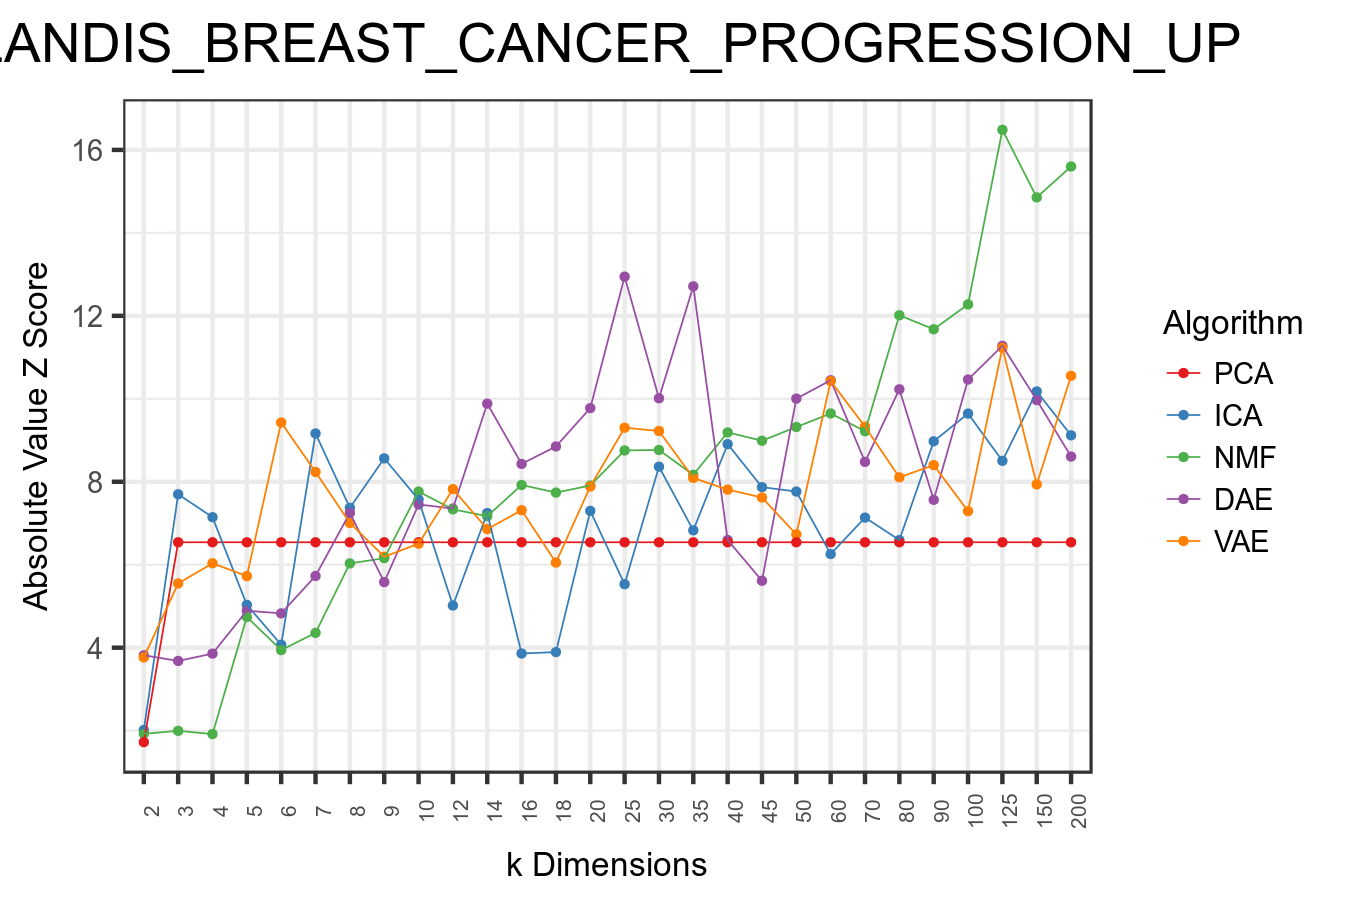 LANDIS_BREAST_CANCER_PROGRESSION_UP
Absolute Value Z Score
16
12
8
4
2 3 4 5 6 7 8 9 10 12 14 16 18 20 25 30 35 40 45 50 60 70 80 90 100 125 150 200
k Dimensions
Algorithm
PCA
ICA
NMF
DAE
VAE